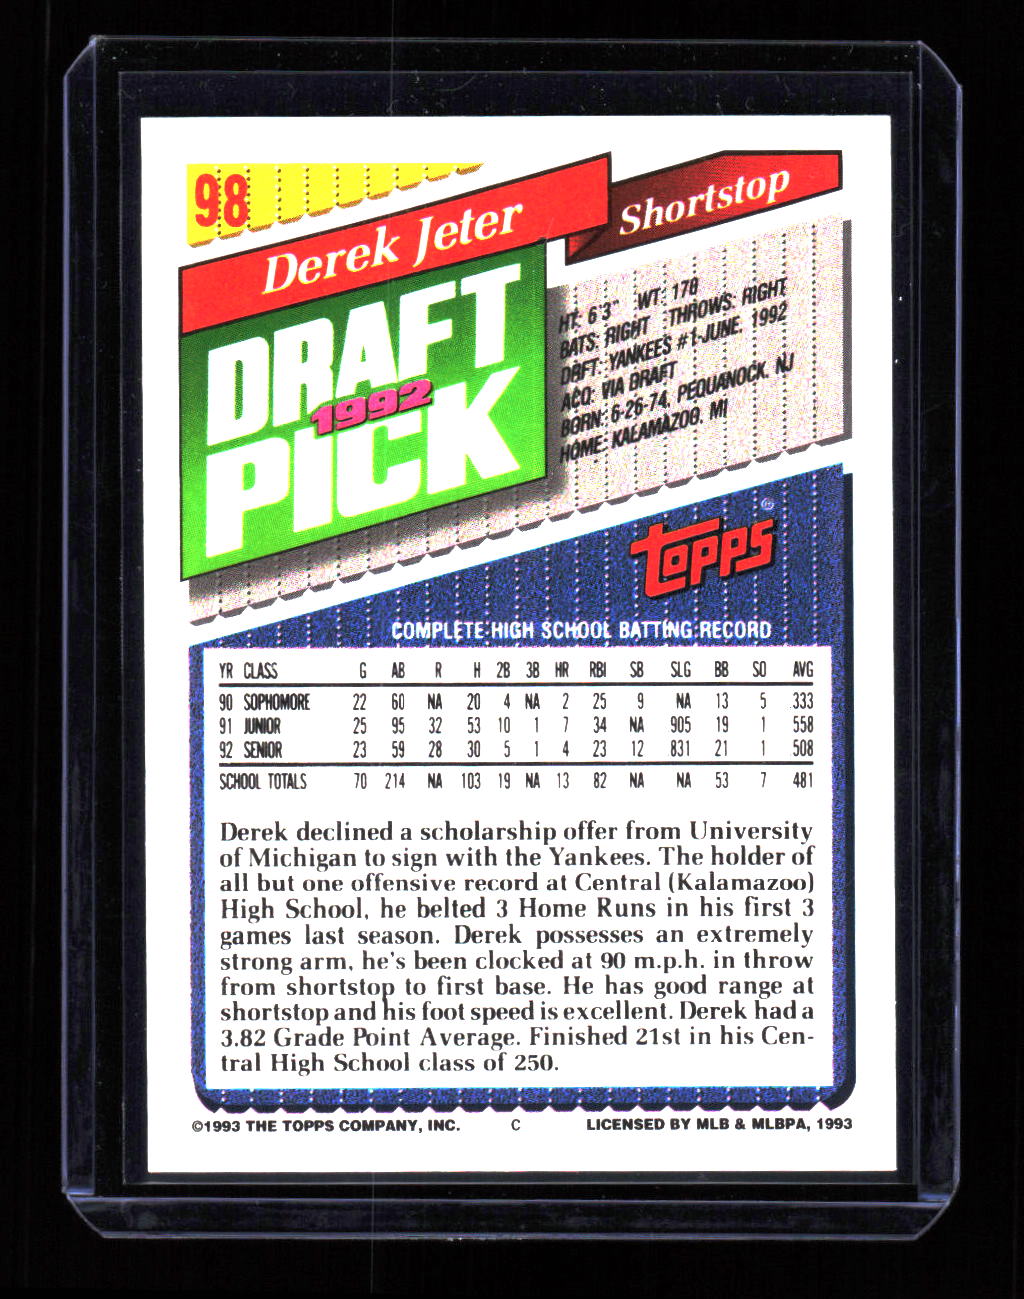 98
Derek Jeter
Shortstop
DRAFT
1992
PICK
HT: 6'3" WT: 178
BATS: RIGHT THROWS: RIGHT
DRFT: YANKEES #1-JUNE, 1992
ACQ: VIA DRAFT
BORN: 6-26-74, PEQUANOCK, NJ
HOME: KALAMAZOO, MI
Topps ®
COMPLETE HIGH SCHOOL BATTING RECORD
YR CLASS G AB R H 2B 3B HR RBI SB SLG BB SO AVG
90 SOPHOMORE 22 60 NA 20 4 NA 2 25 9 NA 13 5 333
91 JUNIOR 25 95 32 53 10 1 7 34 NA 905 19 1 558
92 SENIOR 23 59 28 30 5 1 4 23 12 831 21 1 508
SCHOOL TOTALS 70 214 NA 103 19 NA 13 82 NA NA 53 7 481
Derek declined a scholarship offer from University
of Michigan to sign with the Yankees. The holder of
all but one offensive record at Central (Kalamazoo)
High School, he belted 3 Home Runs in his first 3
games last season. Derek possesses an extremely
strong arm, he's been clocked at 90 m.p.h. in throw
from shortstop to first base. He has good range at
shortstop and his foot speed is excellent. Derek had a
3.82 Grade Point Average. Finished 21st in his Cen-
tral High School class of 250.
©1993 THE TOPPS COMPANY, INC. C LICENSED BY MLB & MLBPA, 1993